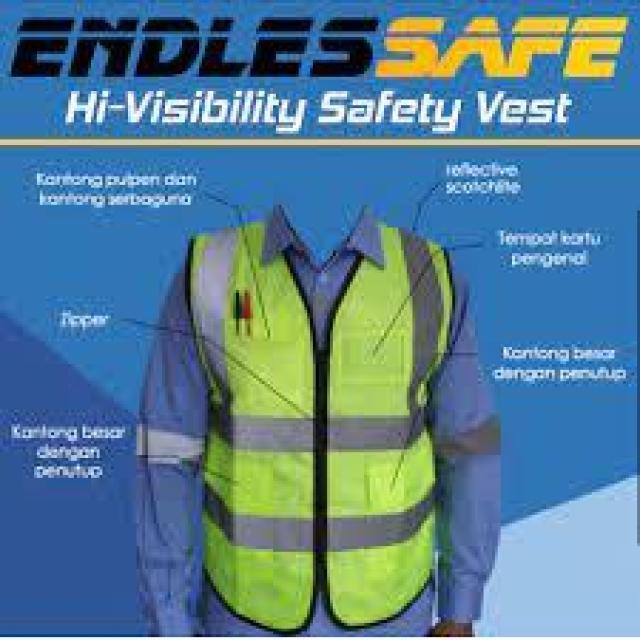 ENDLESSAFE
Hi-Visibility Safety Vest
Kantong pulpen dan
kantong serbaguna
reflective
scotchlite
Tempat kartu
pengenal
Zipper
Kantong besar
dengan penutup
Kantong besar
dengan
penutup